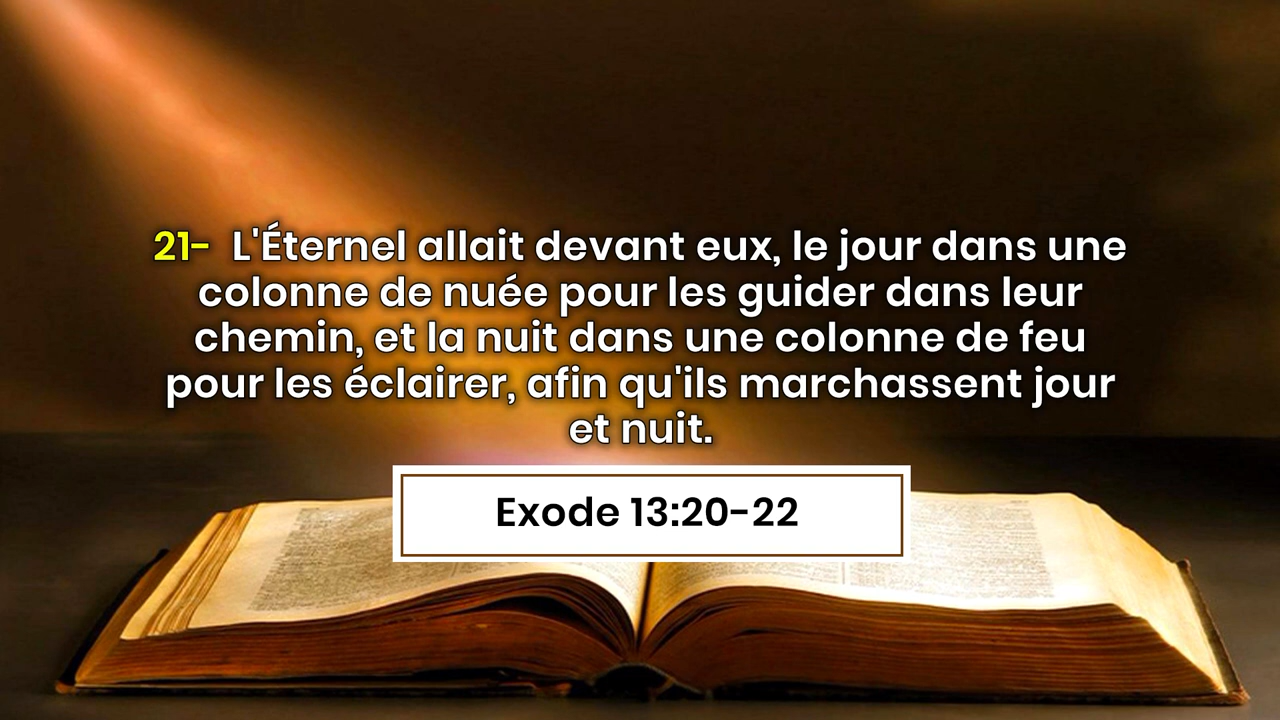 21- L'Éternel allait devant eux, le jour dans une
colonne de nuée pour les guider dans leur
chemin, et la nuit dans une colonne de feu
pour les éclairer, afin qu'ils marchassent jour
et nuit.
Exode 13:20-22